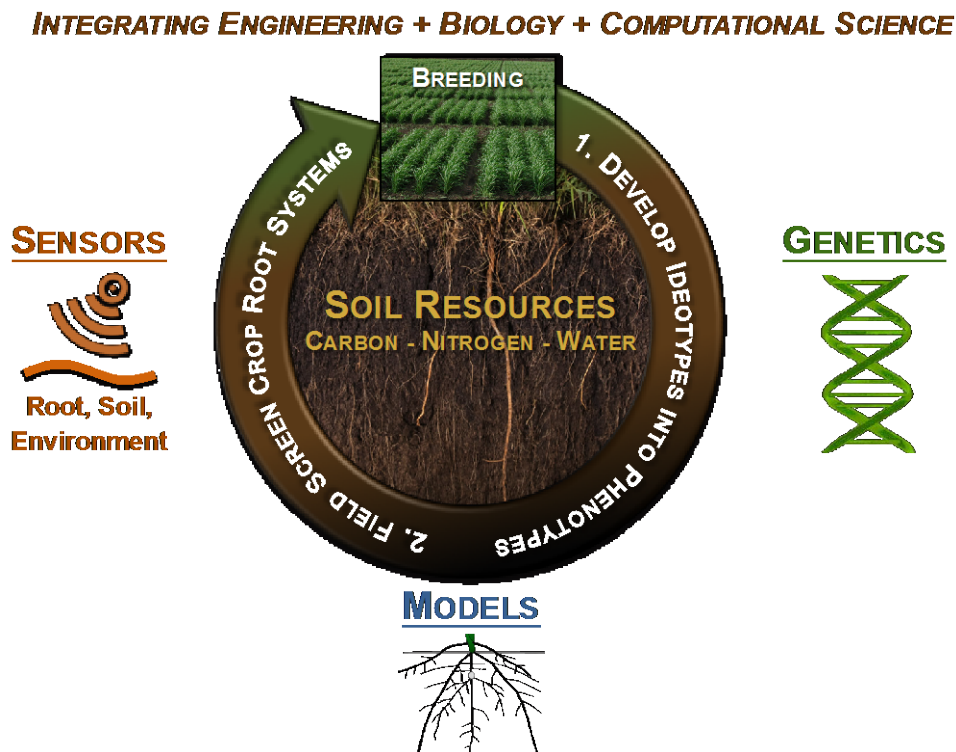 INTEGRATING ENGINEERING + BIOLOGY + COMPUTATIONAL SCIENCE
BREEDING
1. DEVELOP IDEOTYPES INTO PHENOTYPES
2. FIELD SCREEN CROP ROOT SYSTEMS
SENSORS
Root, Soil,
Environment
SOIL RESOURCES
CARBON - NITROGEN - WATER
GENETICS
MODELS